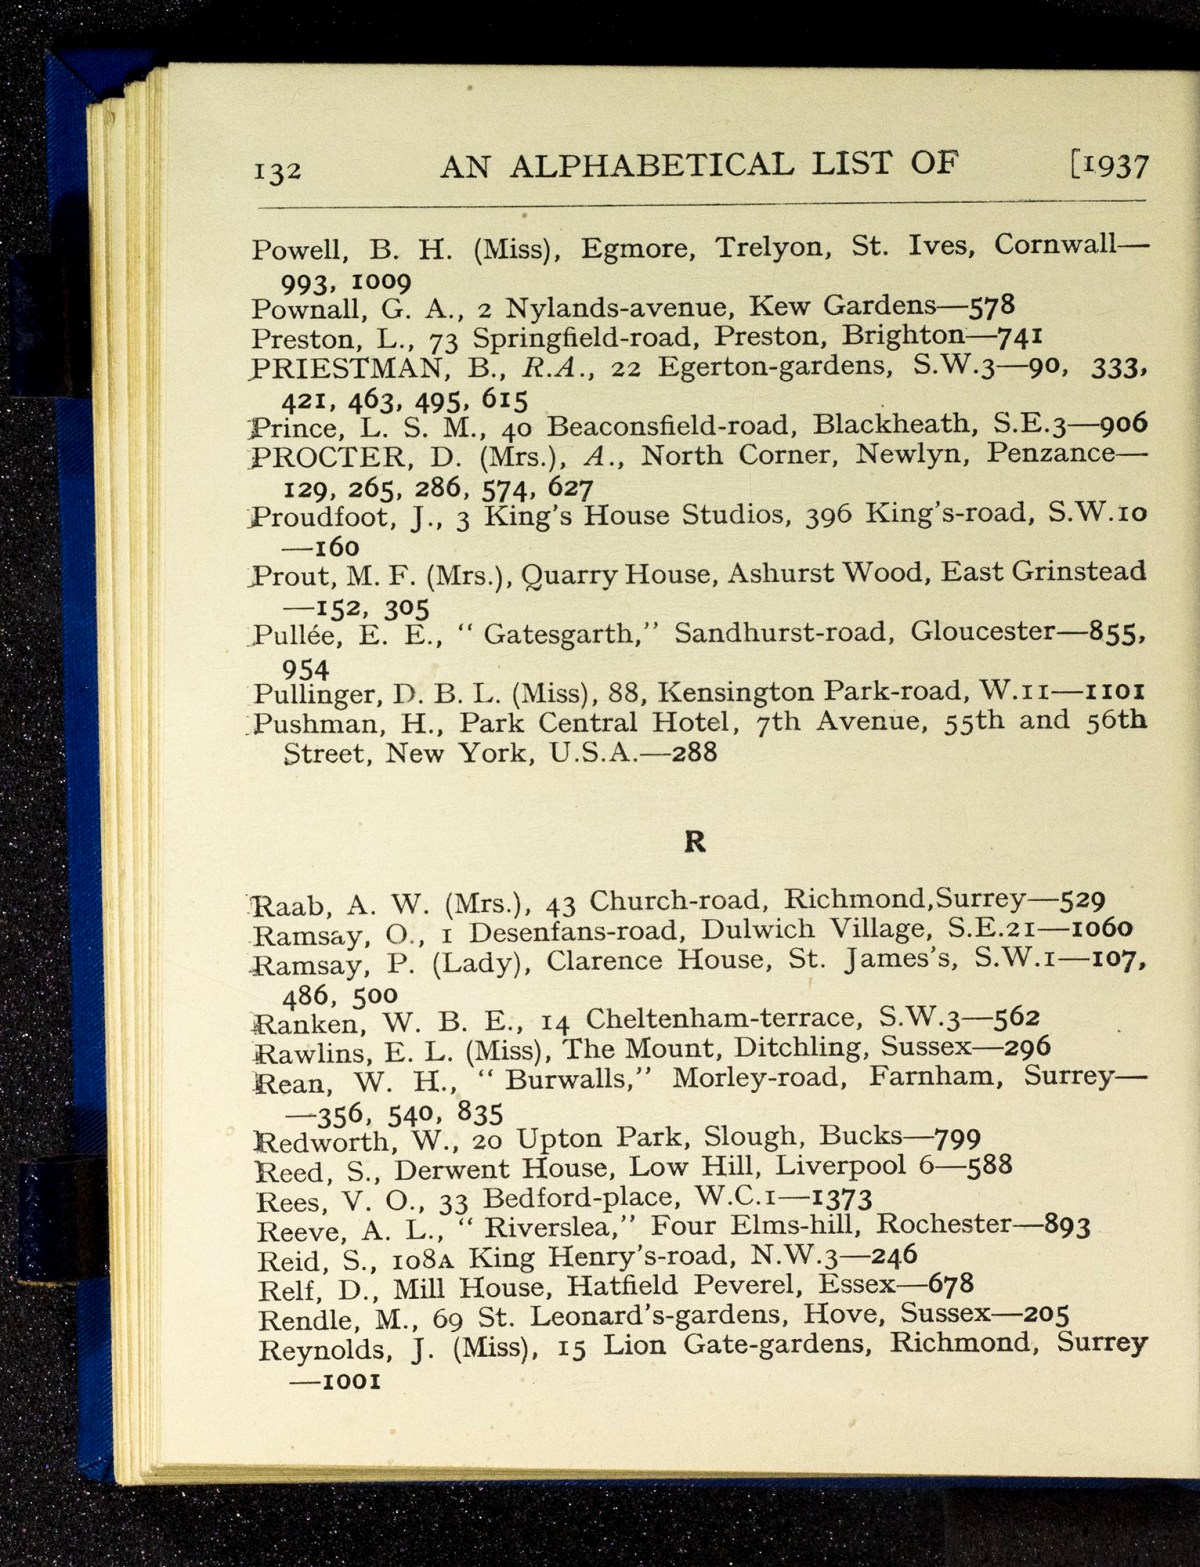 132 AN ALPHABETICAL LIST OF [1937
Powell, B. H. (Miss), Egmore, Trelyon, St. Ives, Cornwall—
993, 1009
Pownall, G. A., 2 Nylands-avenue, Kew Gardens—578
Preston, L., 73 Springfield-road, Preston, Brighton—741
PRIESTMAN, B., R.A., 22 Egerton-gardens, S.W.3—90, 333,
421, 463, 495, 615
Prince, L. S. M., 40 Beaconsfield-road, Blackheath, S.E.3—906
PROCTER, D. (Mrs.), A., North Corner, Newlyn, Penzance—
129, 265, 286, 574, 627
Proudfoot, J., 3 King's House Studios, 396 King's-road, S.W.10
—160
Prout, M. F. (Mrs.), Quarry House, Ashurst Wood, East Grinstead
—152, 305
Pullée, E. E., “ Gatesgarth,” Sandhurst-road, Gloucester—855,
954
Pullinger, D. B. L. (Miss), 88, Kensington Park-road, W.11—1101
Pushman, H., Park Central Hotel, 7th Avenue, 55th and 56th
Street, New York, U.S.A.—288
R
Raab, A. W. (Mrs.), 43 Church-road, Richmond,Surrey—529
Ramsay, O., 1 Desenfans-road, Dulwich Village, S.E.21—1060
Ramsay, P. (Lady), Clarence House, St. James's, S.W.1—107,
486, 500
Ranken, W. B. E., 14 Cheltenham-terrace, S.W.3—562
Rawlins, E. L. (Miss), The Mount, Ditchling, Sussex—296
Rean, W. H., “ Burwalls,” Morley-road, Farnham, Surrey—
—356, 540, 835
Redworth, W., 20 Upton Park, Slough, Bucks—799
Reed, S., Derwent House, Low Hill, Liverpool 6—588
Rees, V. O., 33 Bedford-place, W.C.1—1373
Reeve, A. L., “ Riverslea,” Four Elms-hill, Rochester—893
Reid, S., 108A King Henry's-road, N.W.3—246
Relf, D., Mill House, Hatfield Peverel, Essex—678
Rendle, M., 69 St. Leonard's-gardens, Hove, Sussex—205
Reynolds, J. (Miss), 15 Lion Gate-gardens, Richmond, Surrey
—1001